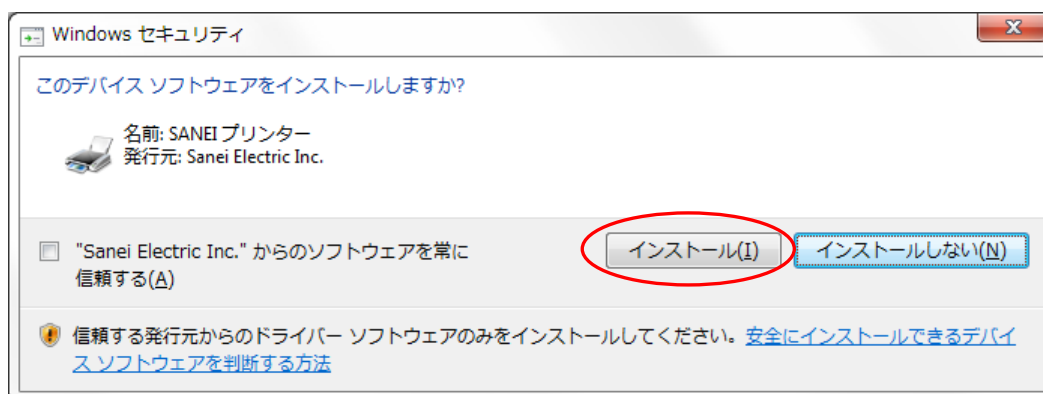 Windows セキュリティ
このデバイス ソフトウェアをインストールしますか?
名前: SANEI プリンター
発行元: Sanei Electric Inc.
"Sanei Electric Inc." からのソフトウェアを常に
信頼する(A)
インストール(I)
インストールしない(N)
信頼する発行元からのドライバー ソフトウェアのみをインストールしてください。安全にインストールできるデバイ
ス ソフトウェアを判断する方法